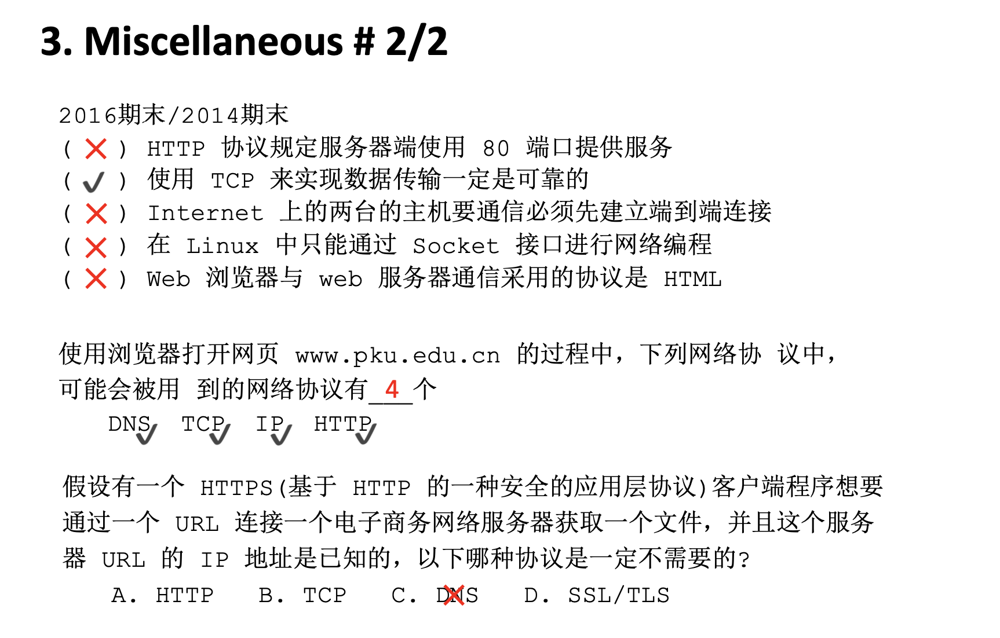 3. Miscellaneous # 2/2
2016期末/2014期末
( ❌ ) HTTP 协议规定服务器端使用 80 端口提供服务
( ✔ ) 使用 TCP 来实现数据传输一定是可靠的
( ❌ ) Internet 上的两台的主机要通信必须先建立端到端连接
( ❌ ) 在 Linux 中只能通过 Socket 接口进行网络编程
( ❌ ) Web 浏览器与 web 服务器通信采用的协议是 HTML
使用浏览器打开网页 www.pku.edu.cn 的过程中，下列网络协 议中，
可能会被用 到的网络协议有_4_个
DNS✔ TCP✔ IP✔ HTTP✔
假设有一个 HTTPS(基于 HTTP 的一种安全的应用层协议)客户端程序想要
通过一个 URL 连接一个电子商务网络服务器获取一个文件，并且这个服务
器 URL 的 IP 地址是已知的，以下哪种协议是一定不需要的?
A. HTTP B. TCP C. DNS D. SSL/TLS